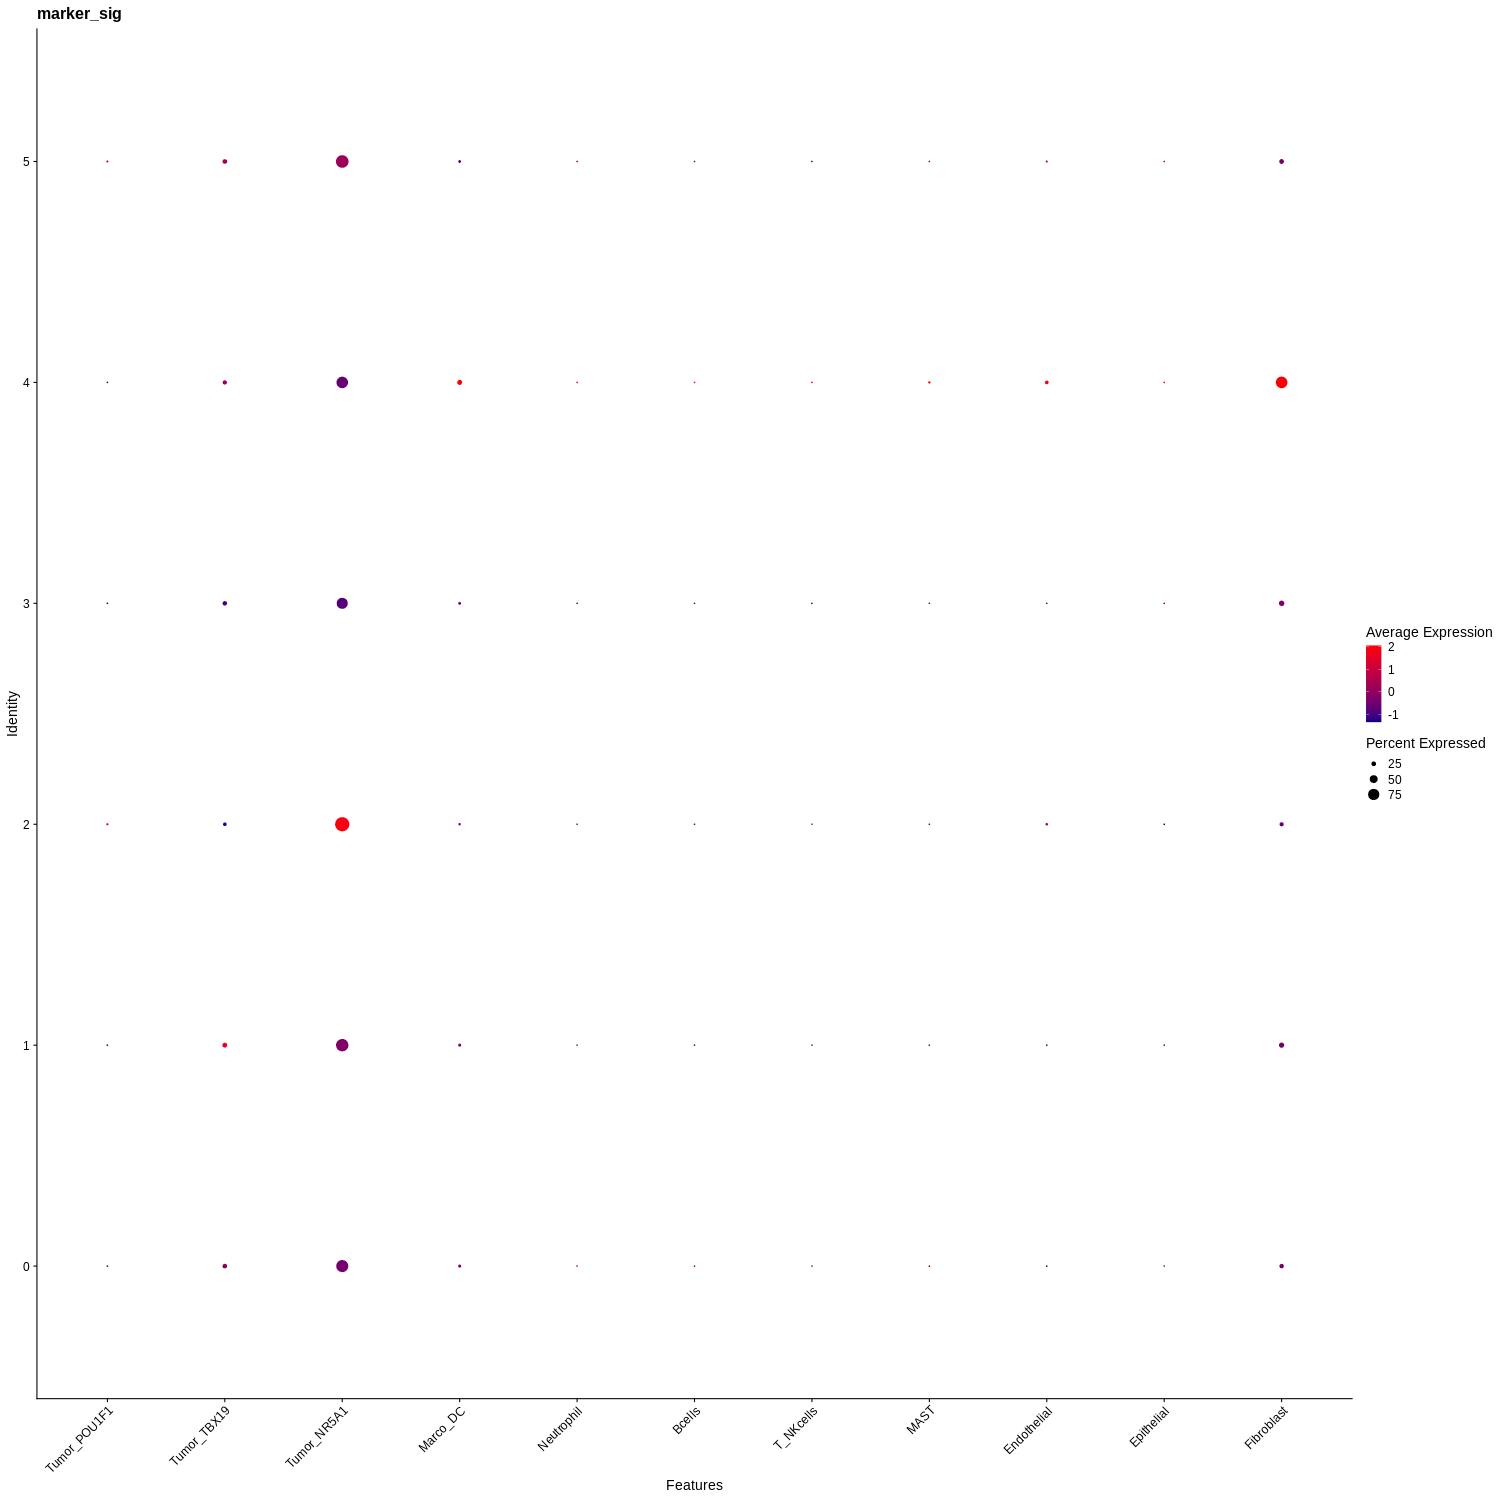 marker_sig
5
4
3
2
1
0
Identity
Tumor_POU1F1
Tumor_TBX19
Tumor_NR5A1
Marco_DC
Neutrophil
Bcells
T_NKcells
MAST
Endothelial
Epithelial
Fibroblast
Features
Average Expression
2
1
0
-1
Percent Expressed
25
50
75